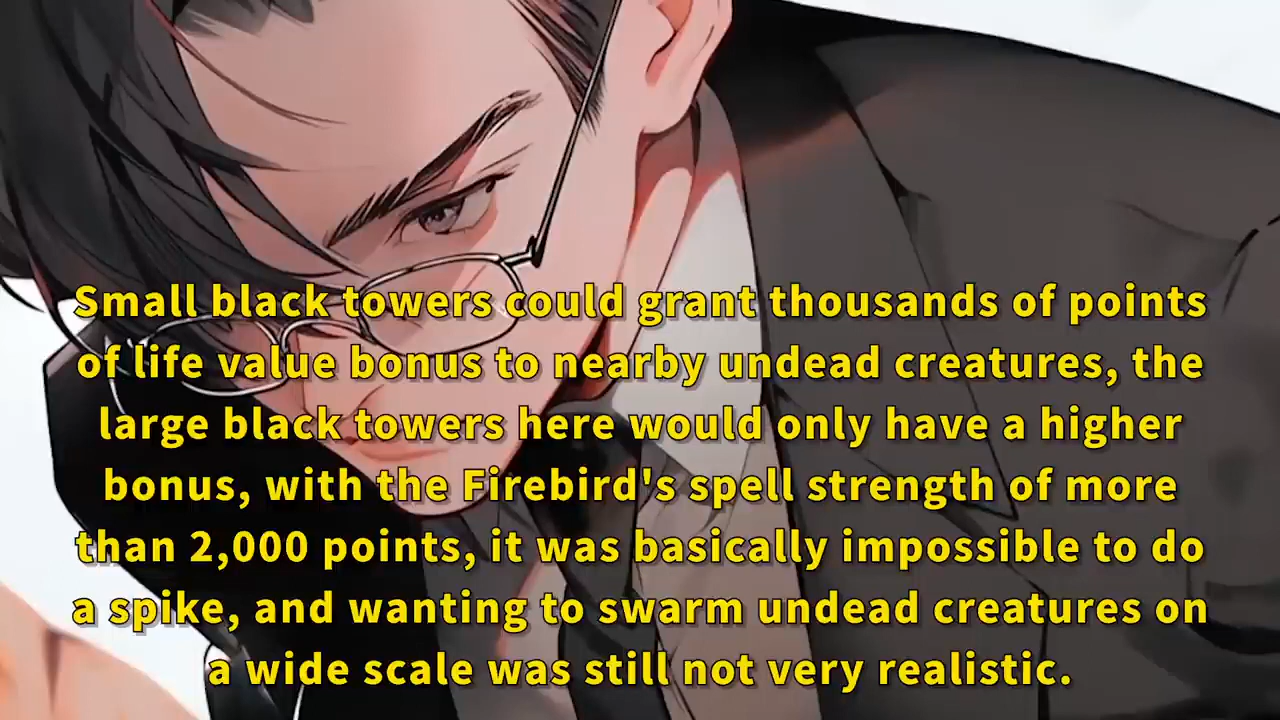 Small black towers could grant thousands of points
of life value bonus to nearby undead creatures, the
large black towers here would only have a higher
bonus, with the Firebird's spell strength of more
than 2,000 points, it was basically impossible to do
a spike, and wanting to swarm undead creatures on
a wide scale was still not very realistic.